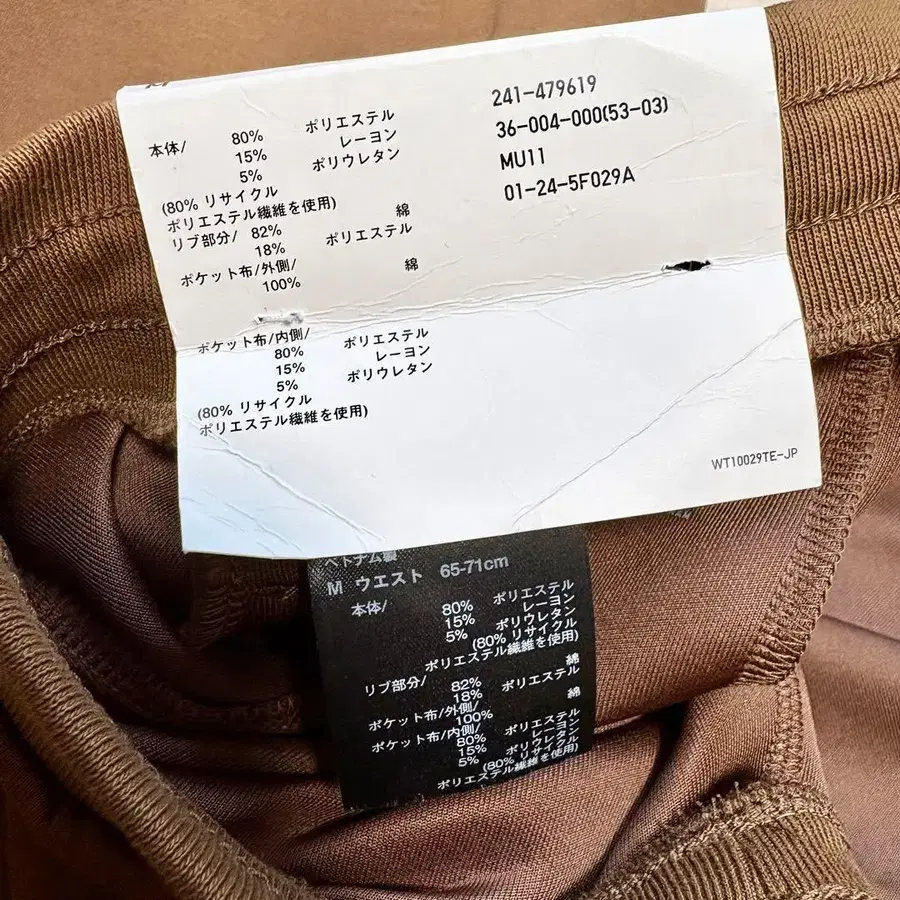 241-479619
36-004-000(53-03)
MU11
01-24-5F029A
本体/ 80% ポリエステル
15% レーヨン
5% ポリウレタン
(80% リサイクル
ポリエステル繊維を使用)
リブ部分/ 82% 綿
18% ポリエステル
ポケット布/外側/
100% 綿
ポケット布/内側/
80% ポリエステル
15% レーヨン
5% ポリウレタン
(80% リサイクル
ポリエステル繊維を使用)
WT10029TE-JP
ベトナム製
M ウエスト 65-71cm
本体/ 80% ポリエステル
15% レーヨン
5% ポリウレタン
(80% リサイクル
ポリエステル繊維を使用)
リブ部分/ 82% 綿
18% ポリエステル
ポケット布/外側/
100% 綿
ポケット布/内側/
80% ポリエステル
15% レーヨン
5% ポリウレタン
(80% リサイクル
ポリエステル繊維を使用)